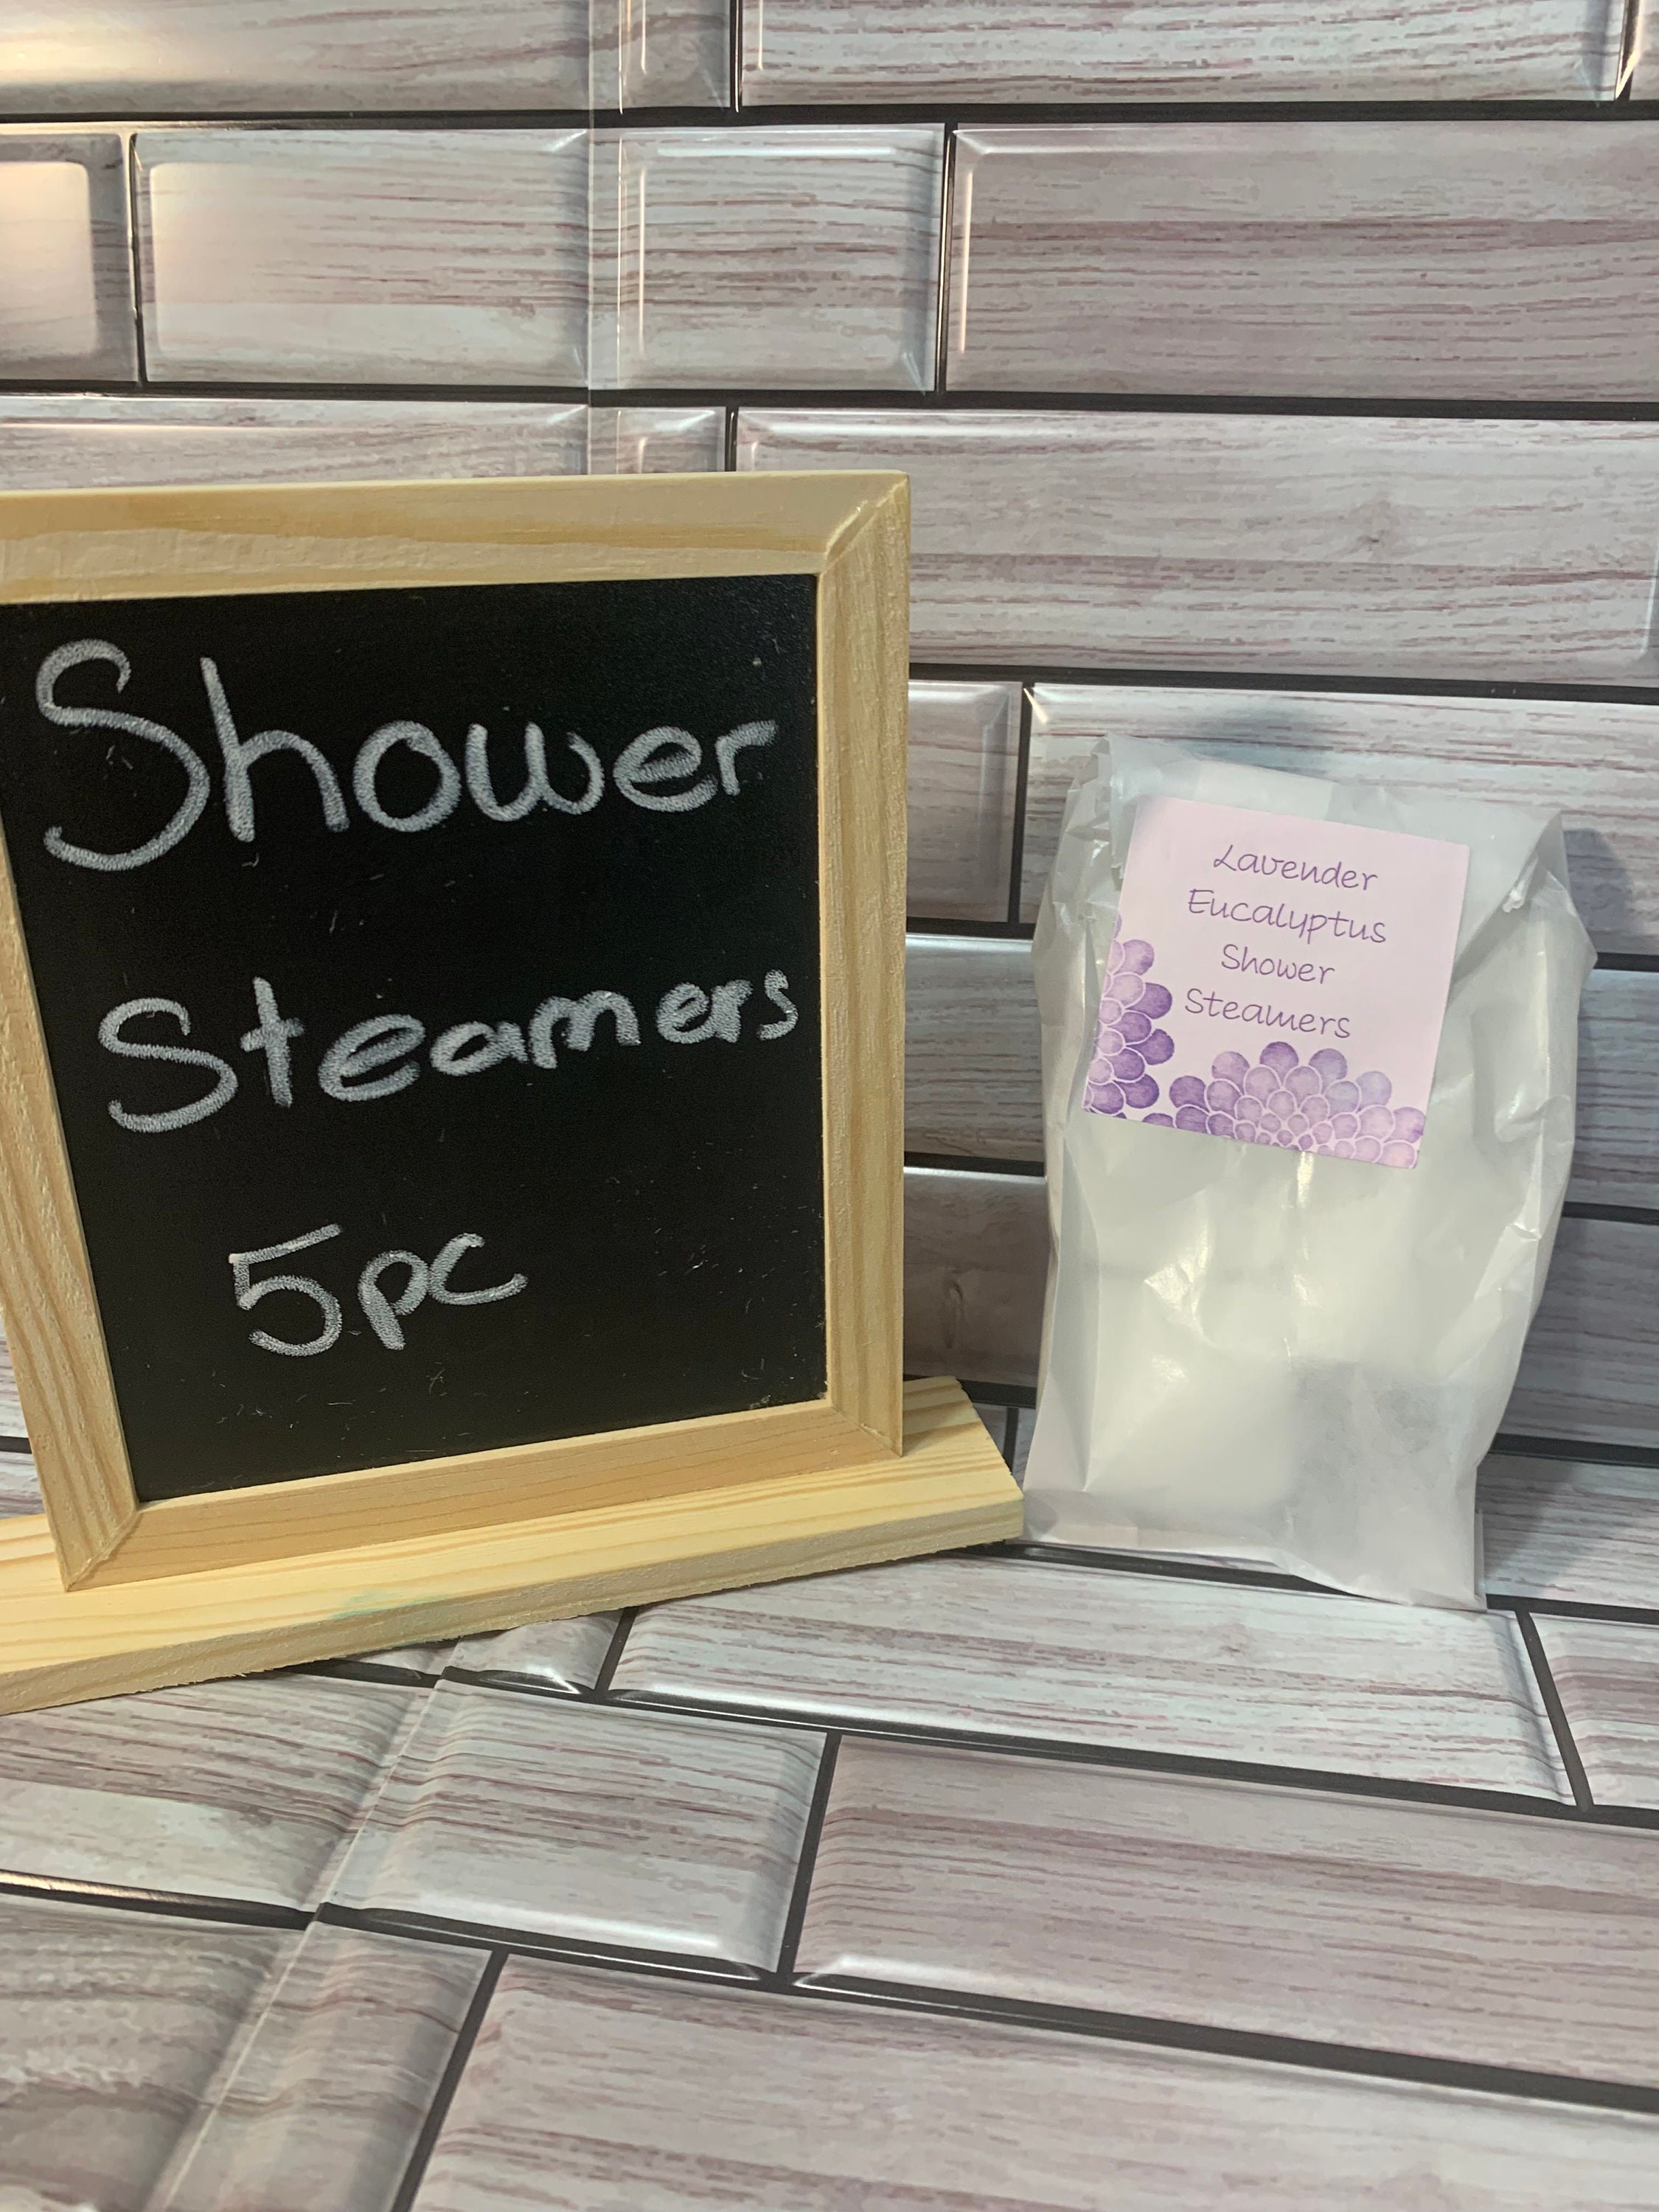 Shower
Steamers
5pc
Lavender
Eucalyptus
Shower
Steamers